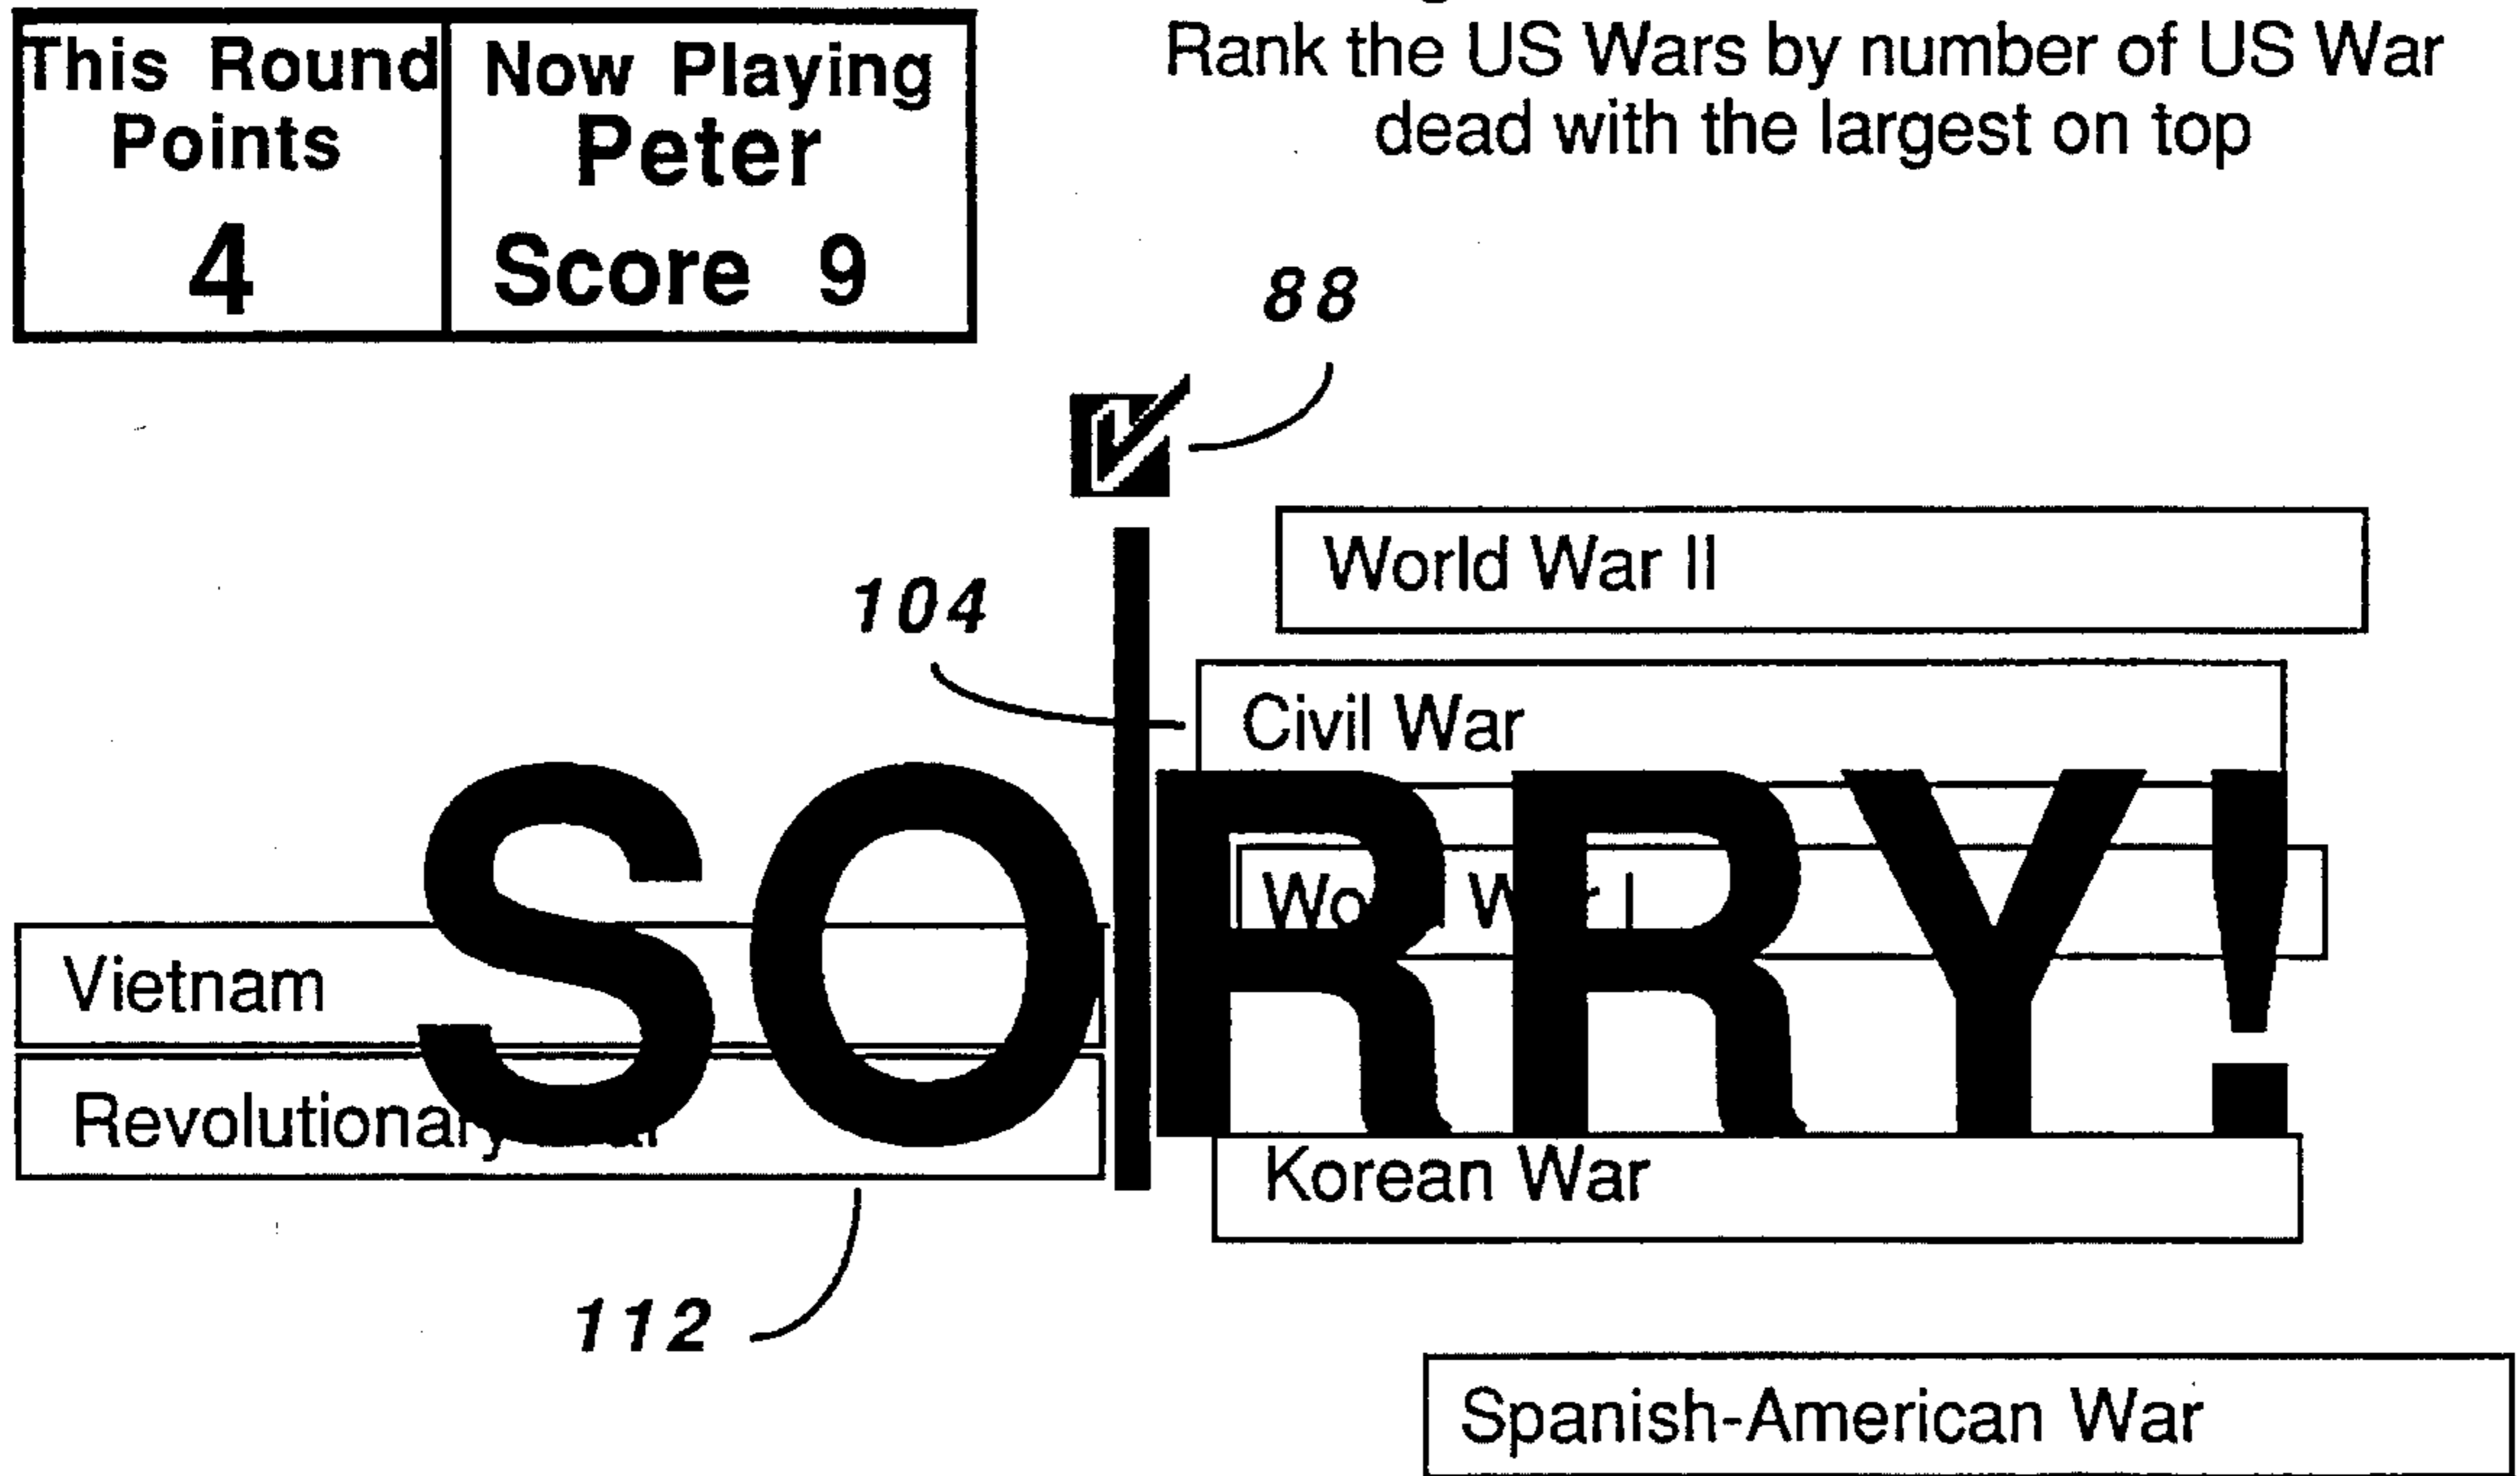 This Round
Points
4
Now Playing
Peter
Score 9
Rank the US Wars by number of US War
dead with the largest on top
88
World War II
104
Civil War
SORRY!
Vietnam
Korean War
112
Spanish-American War